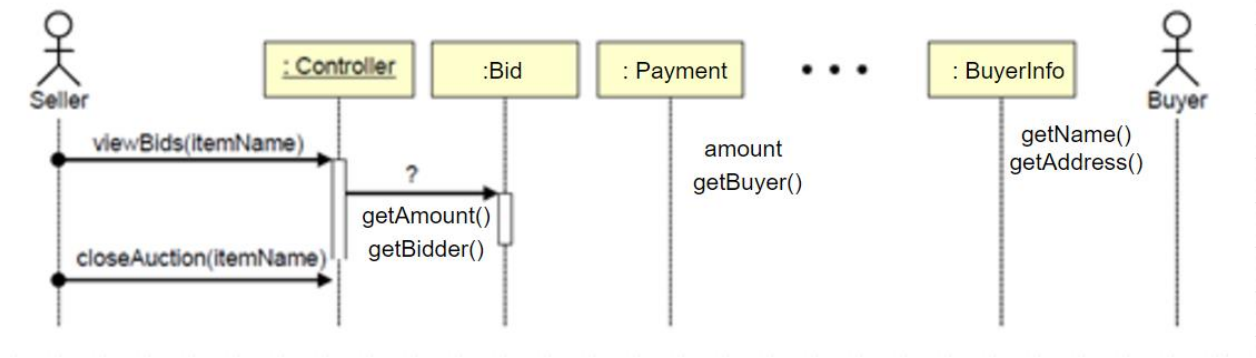 : Controller
:Bid
: Payment
• • •
: BuyerInfo
Seller
Buyer
viewBids(itemName)
?
getAmount()
getBidder()
closeAuction(itemName)
amount
getBuyer()
getName()
getAddress()